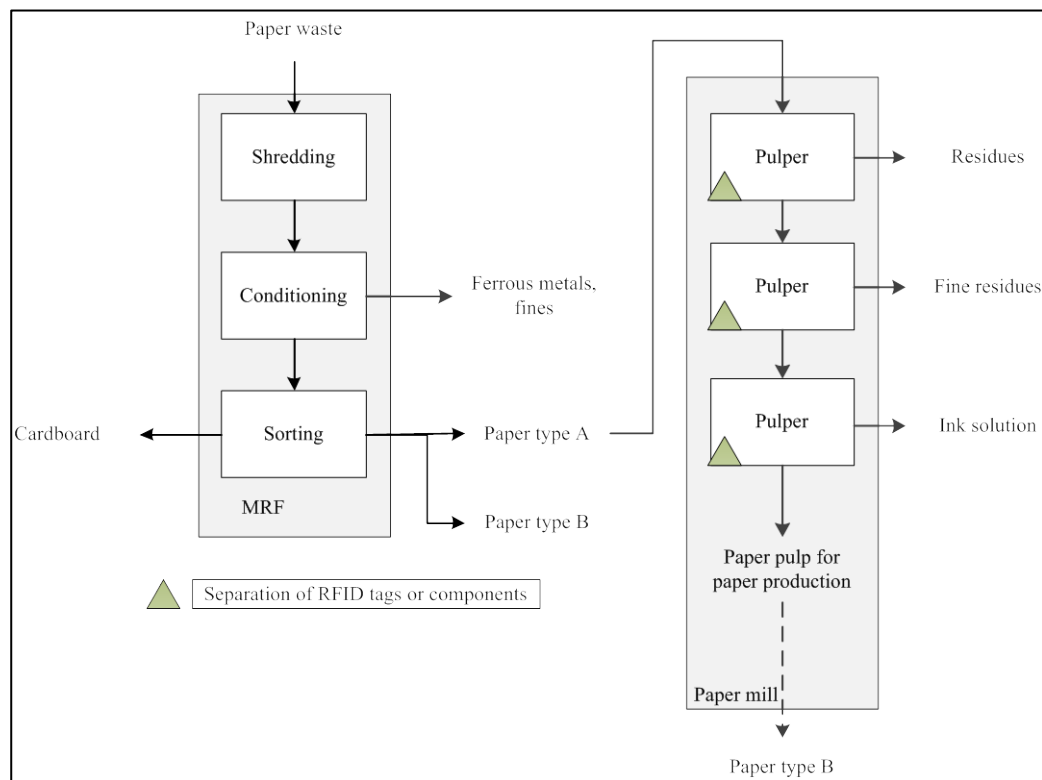 Paper waste
Shredding
Conditioning
Ferrous metals,
fines
Sorting
Cardboard
Paper type A
MRF
Paper type B
Separation of RFID tags or components
Pulper
Residues
Pulper
Fine residues
Pulper
Ink solution
Paper pulp for
paper production
Paper mill
Paper type B